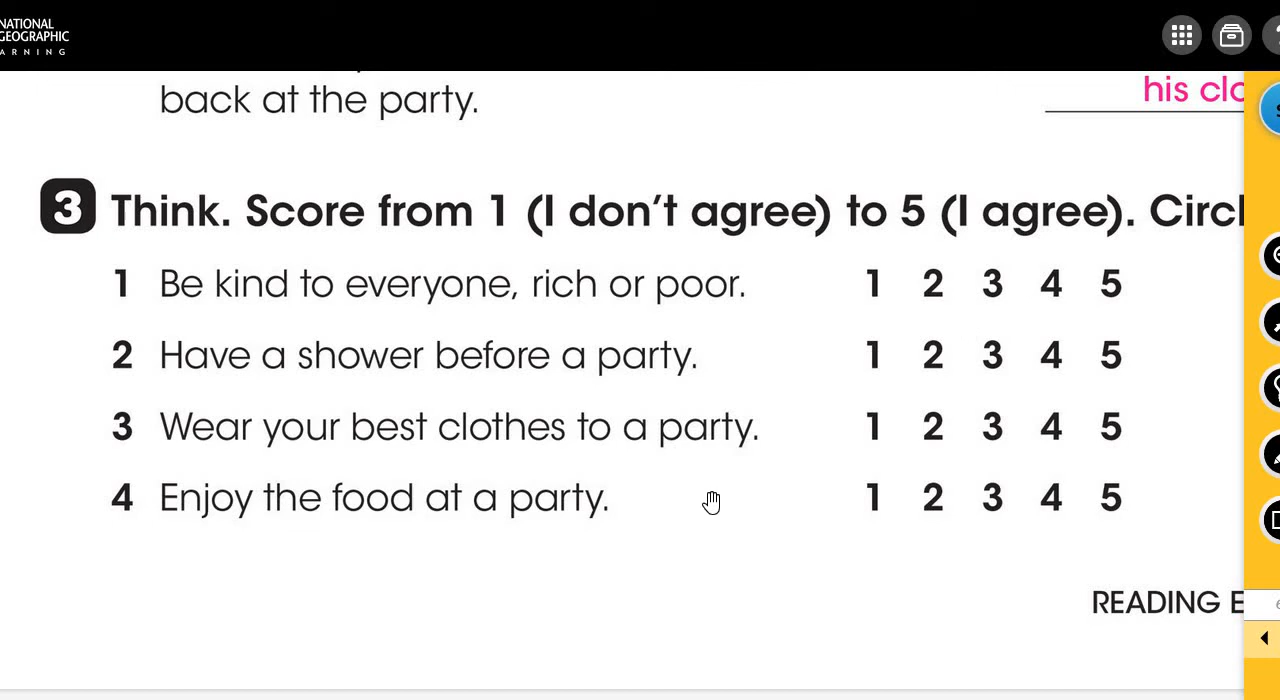 NATIONAL
GEOGRAPHIC
back at the party.
his
3 Think. Score from 1 (I don't agree) to 5 (I agree).
1 Be kind to everyone, rich or poor. 1 2 3 4 5
2 Have a shower before a party. 1 2 3 4 5
3 Wear your best clothes to a party. 1 2 3 4 5
4 Enjoy the food at a party. 1 2 3 4 5
READING